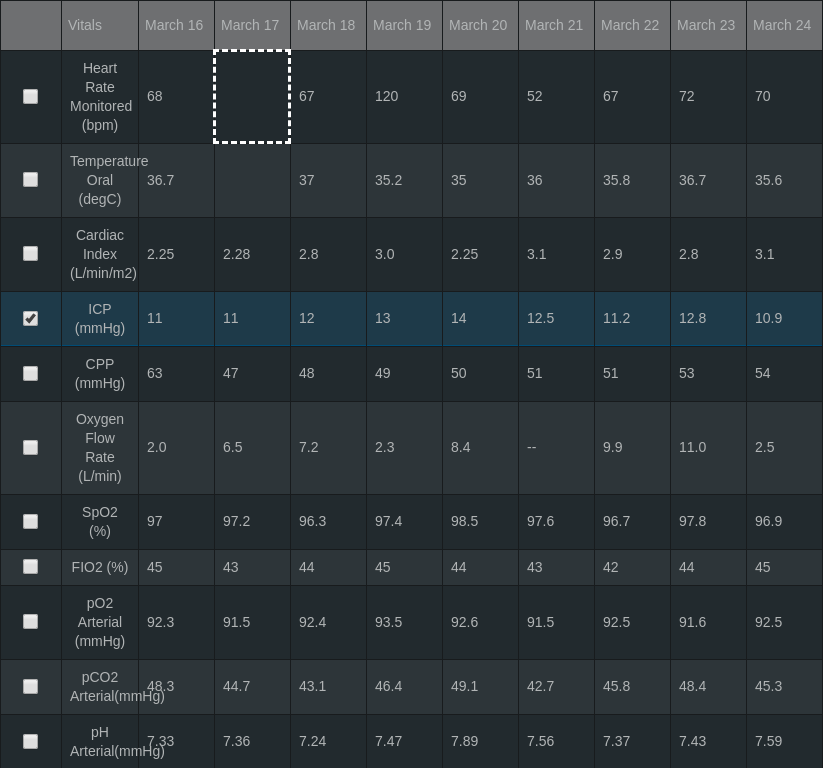 Vitals March 16 March 17 March 18 March 19 March 20 March 21 March 22 March 23 March 24
Heart
Rate
Monitored
(bpm)
68 67 120 69 52 67 72 70
Temperature
Oral
(degC)
36.7 37 35.2 35 36 35.8 36.7 35.6
Cardiac
Index
(L/min/m2)
2.25 2.28 2.8 3.0 2.25 3.1 2.9 2.8 3.1
ICP
(mmHg)
11 11 12 13 14 12.5 11.2 12.8 10.9
CPP
(mmHg)
63 47 48 49 50 51 51 53 54
Oxygen
Flow
Rate
(L/min)
2.0 6.5 7.2 2.3 8.4 -- 9.9 11.0 2.5
SpO2
(%)
97 97.2 96.3 97.4 98.5 97.6 96.7 97.8 96.9
FIO2 (%) 45 43 44 45 44 43 42 44 45
pO2
Arterial
(mmHg)
92.3 91.5 92.4 93.5 92.6 91.5 92.5 91.6 92.5
pCO2
Arterial(mmHg)
48.3 44.7 43.1 46.4 49.1 42.7 45.8 48.4 45.3
pH
Arterial(mmHg)
7.33 7.36 7.24 7.47 7.89 7.56 7.37 7.43 7.59